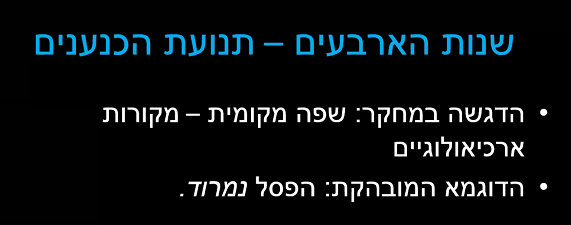 שנות הארבעים – תנועת הכנענים
• הדגשה במחקר: שפה מקומית – מקורות
ארכיאולוגיים
• הדוגמא המובהקת: הפסל נמרוד.